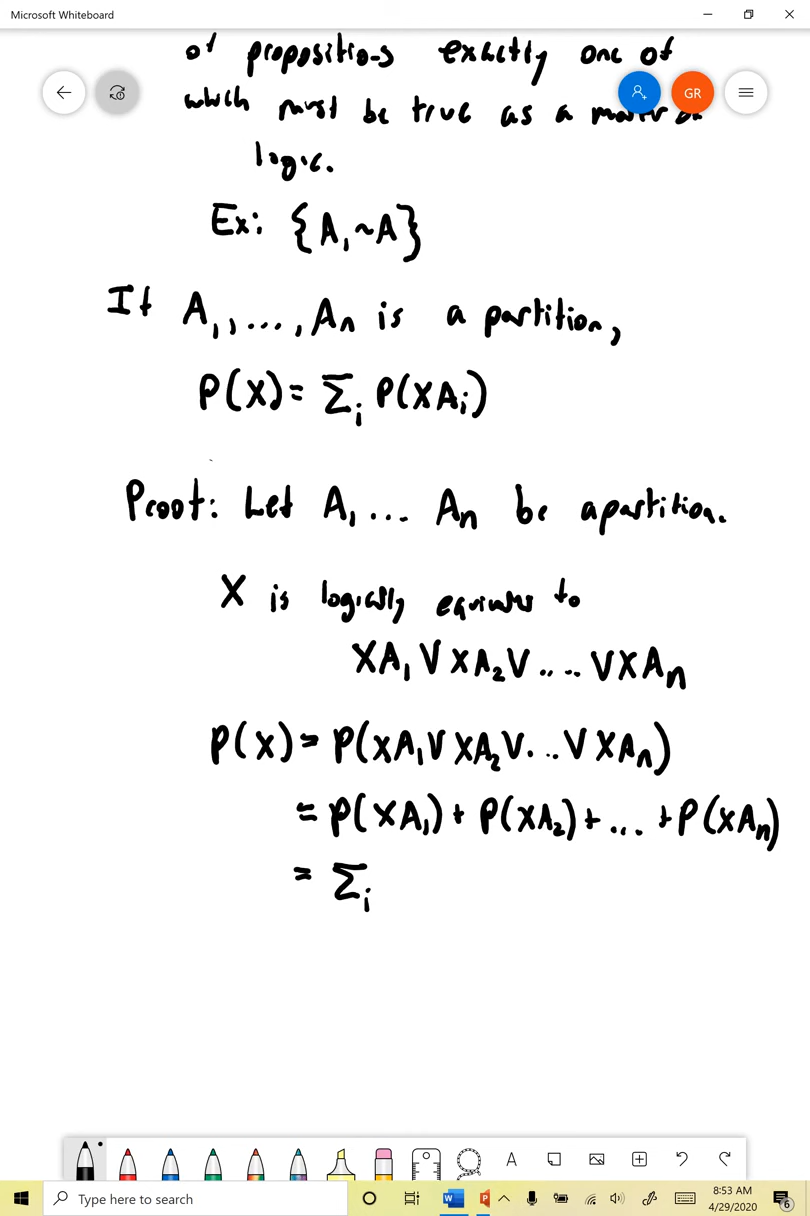 Microsoft Whiteboard
of propositions exactly one of
which must be true as a matter of
logic.
GR
Ex: {A, ~A}
If A₁, ..., Aₙ is a partition,
P(X) = Σᵢ P(XAᵢ)
Proof: Let A₁ ... Aₙ be a partition.
X is logically equivalent to
XA₁ V XA₂ V .... V XAₙ
P(X) = P(XA₁ V XA₂ V ... V XAₙ)
= P(XA₁) + P(XA₂) + ... + P(XAₙ)
= Σᵢ
A
Type here to search
8:53 AM
4/29/2020
6